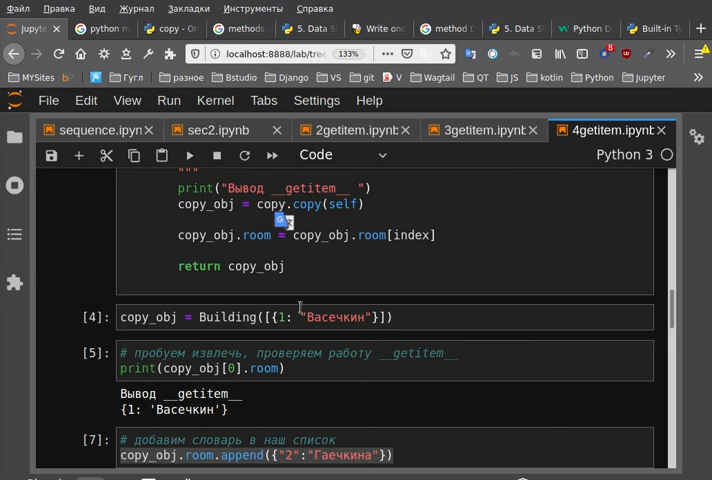 Файл Правка Вид Журнал Закладки Инструменты Справка
Jupyte python m copy - On methods 5. Data S Write onc method D 5. Data S Python De Built-in Ty
localhost:8888/lab/tree 133%
MYSites Гугл разное Bstudio Django VS git V Wagtail QT JS kotlin Python Jupyter
File Edit View Run Kernel Tabs Settings Help
sequence.ipyn sec2.ipynb 2getitem.ipynb 3getitem.ipynb 4getitem.ipynb
Code Python 3
"""
print("Вывод __getitem__ ")
copy_obj = copy.copy(self)
copy_obj.room = copy_obj.room[index]
return copy_obj
[4]: copy_obj = Building([{1: "Васечкин"}])
[5]: # пробуем извлечь, проверяем работу __getitem__
print(copy_obj[0].room)
Вывод __getitem__
{1: 'Васечкин'}
[7]: # добавим словарь в наш список
copy_obj.room.append({"2":"Гаечкина"})